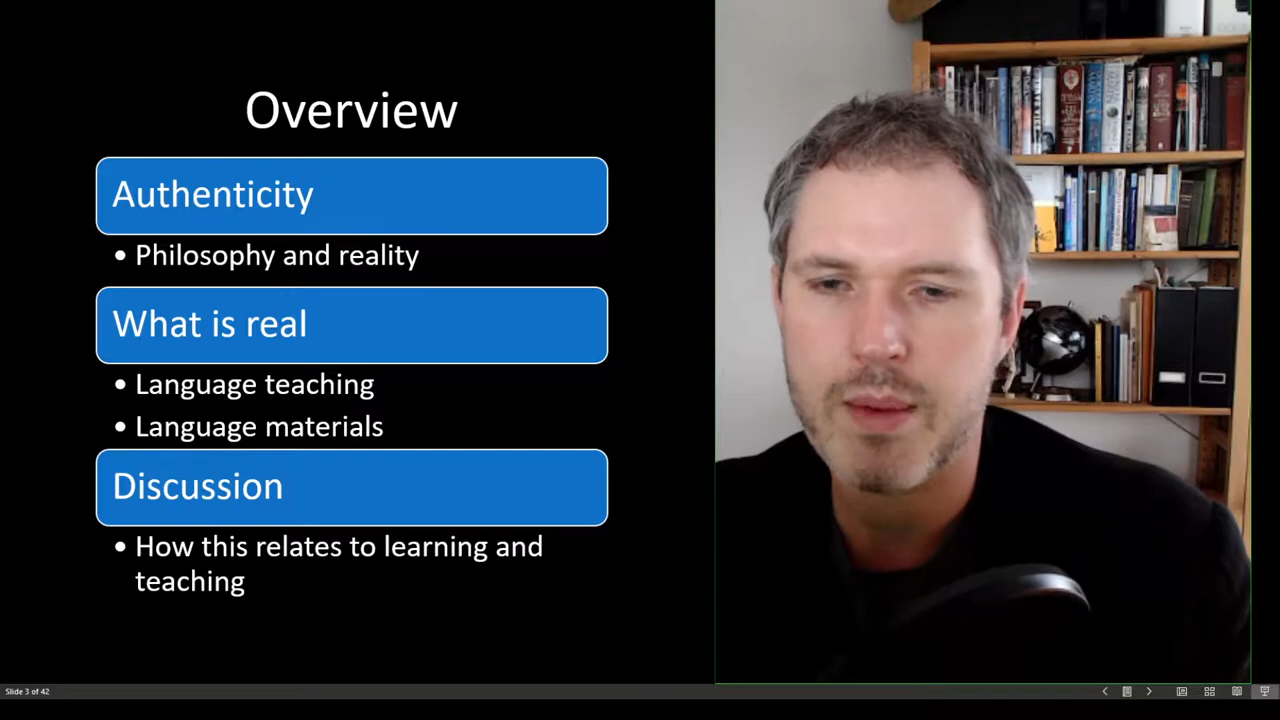 Overview
Authenticity
• Philosophy and reality
What is real
• Language teaching
• Language materials
Discussion
• How this relates to learning and
teaching
Slide 3 of 42